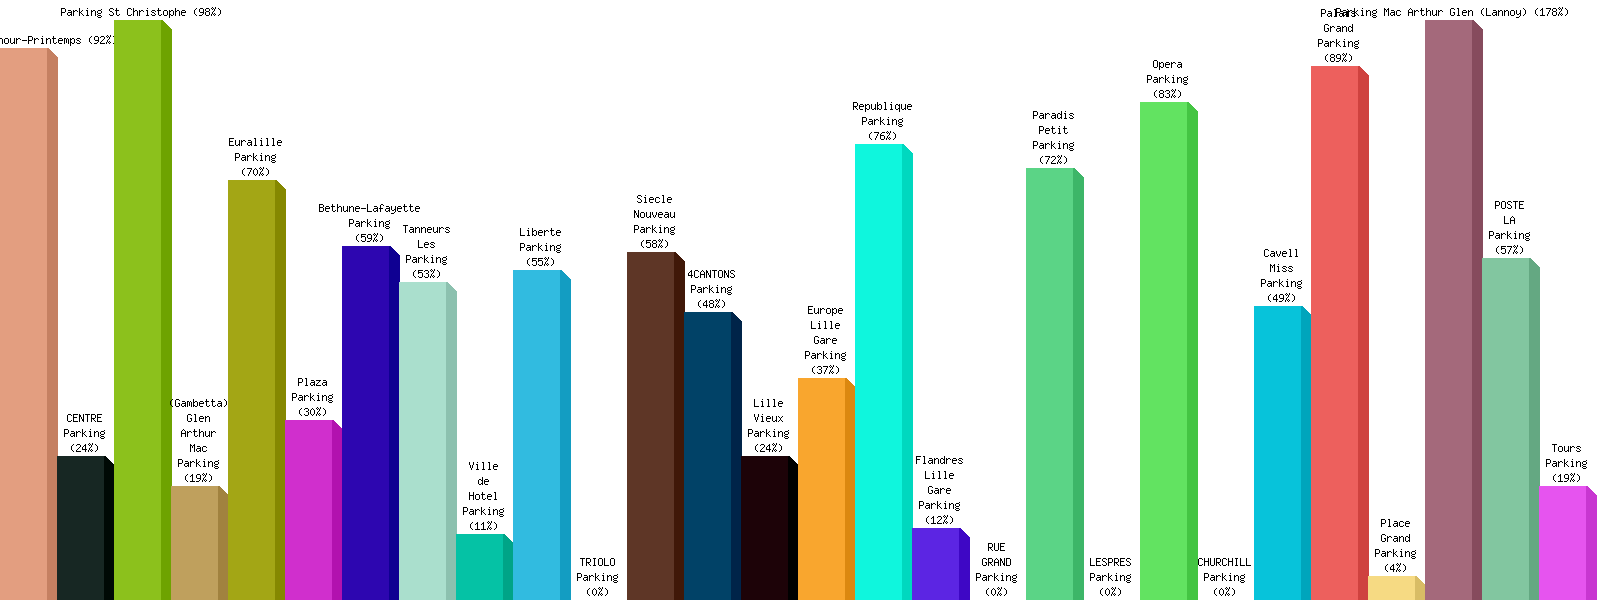 nour-Printemps (92%)
CENTRE
Parking
(24%)
Parking St Christophe (98%)
(Gambetta)
Glen
Arthur
Mac
Parking
(19%)
Euralille
Parking
(70%)
Plaza
Parking
(30%)
Bethune-Lafayette
Parking
(59%)
Tanneurs
Les
Parking
(53%)
Ville
de
Hotel
Parking
(11%)
Liberte
Parking
(55%)
TRIOLO
Parking
(0%)
Siecle
Nouveau
Parking
(58%)
4CANTONS
Parking
(48%)
Lille
Vieux
Parking
(24%)
Europe
Lille
Gare
Parking
(37%)
Republique
Parking
(76%)
Flandres
Lille
Gare
Parking
(12%)
RUE
GRAND
Parking
(0%)
Paradis
Petit
Parking
(72%)
LESPRES
Parking
(0%)
Opera
Parking
(83%)
CHURCHILL
Parking
(0%)
Cavell
Miss
Parking
(49%)
Palais
Grand
Parking
(89%)
Place
Grand
Parking
(4%)
Parking Mac Arthur Glen (Lannoy) (178%)
POSTE
LA
Parking
(57%)
Tours
Parking
(19%)